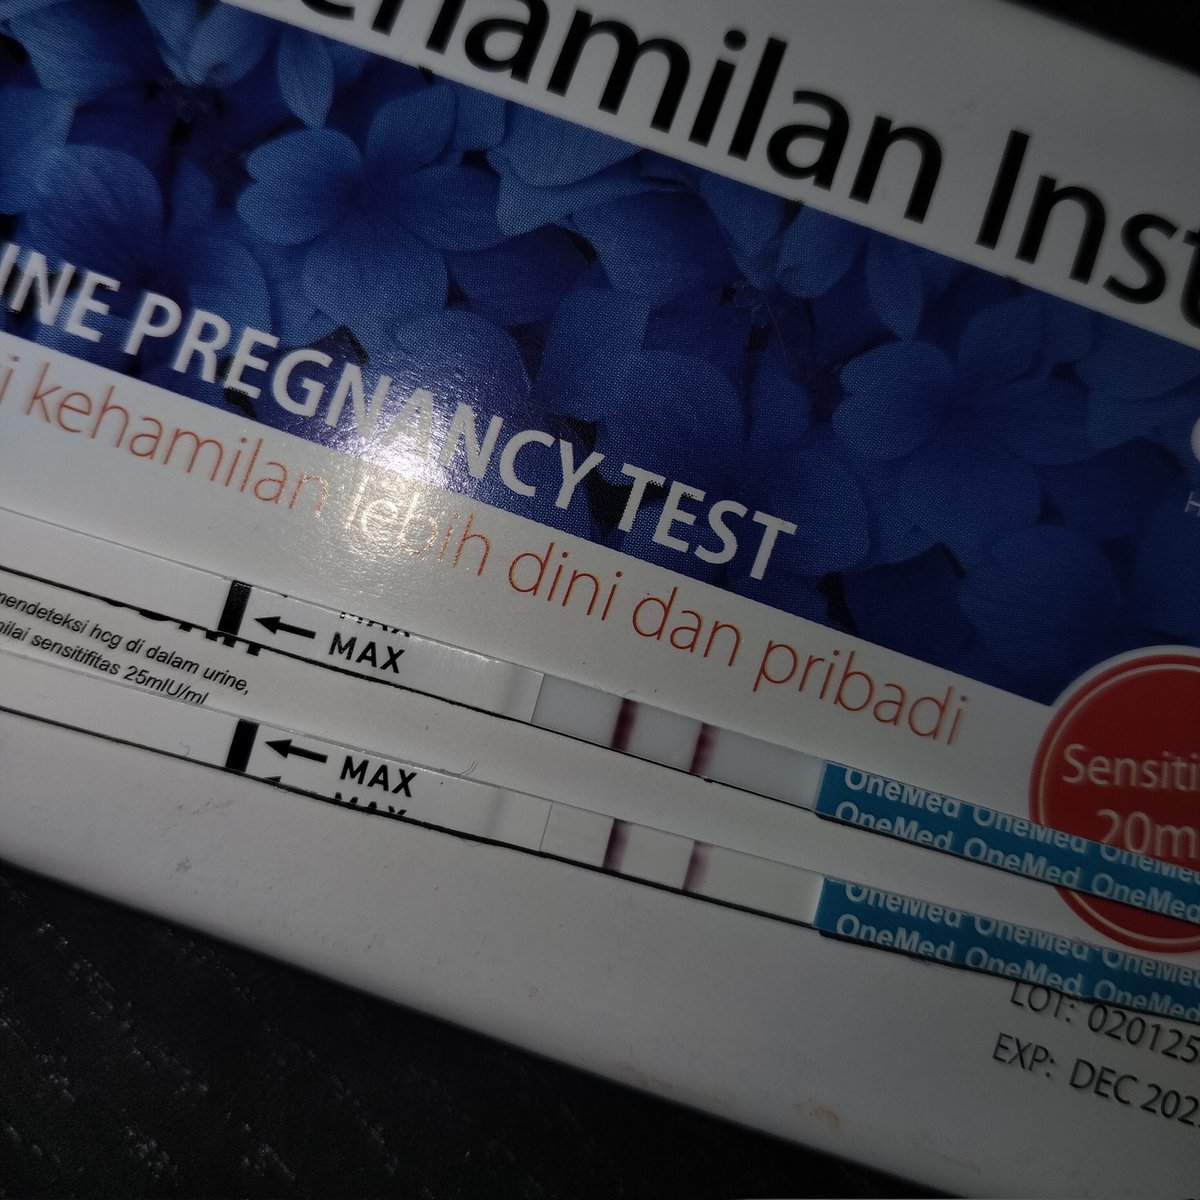 ehamilan Inst
INE PREGNANCY TEST
i kehamilan lebih dini dan pribadi
Sensiti
20m
mendeteksi hcg di dalam urine,
nilai sensitifitas 25mlU/ml
MAX
MAX
OneMed OneMed OneMed
OneMed OneMed OneMed
MAX
MAX
OneMed OneMed OneMed
OneMed OneMed OneMed
LOT: 020125
EXP: DEC 202